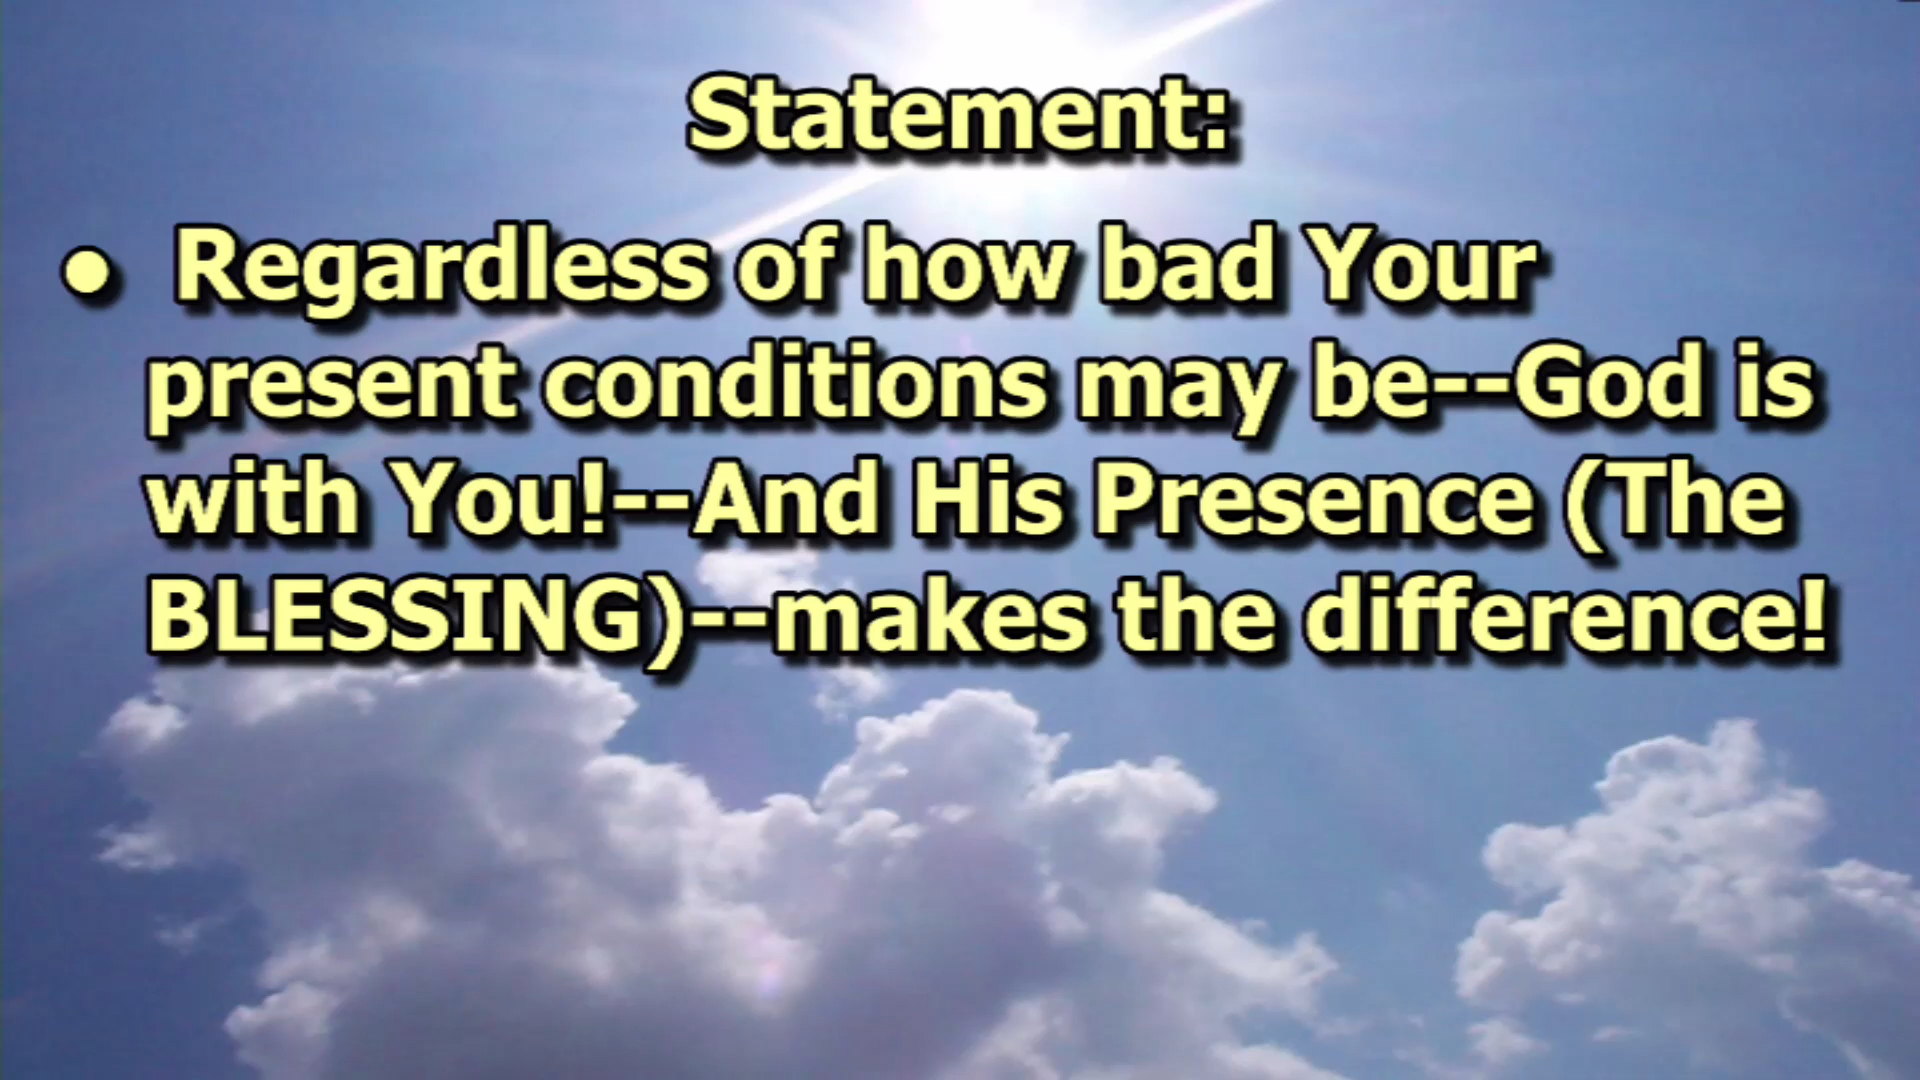 Statement:
• Regardless of how bad Your
present conditions may be--God is
with You!--And His Presence (The
BLESSING)--makes the difference!